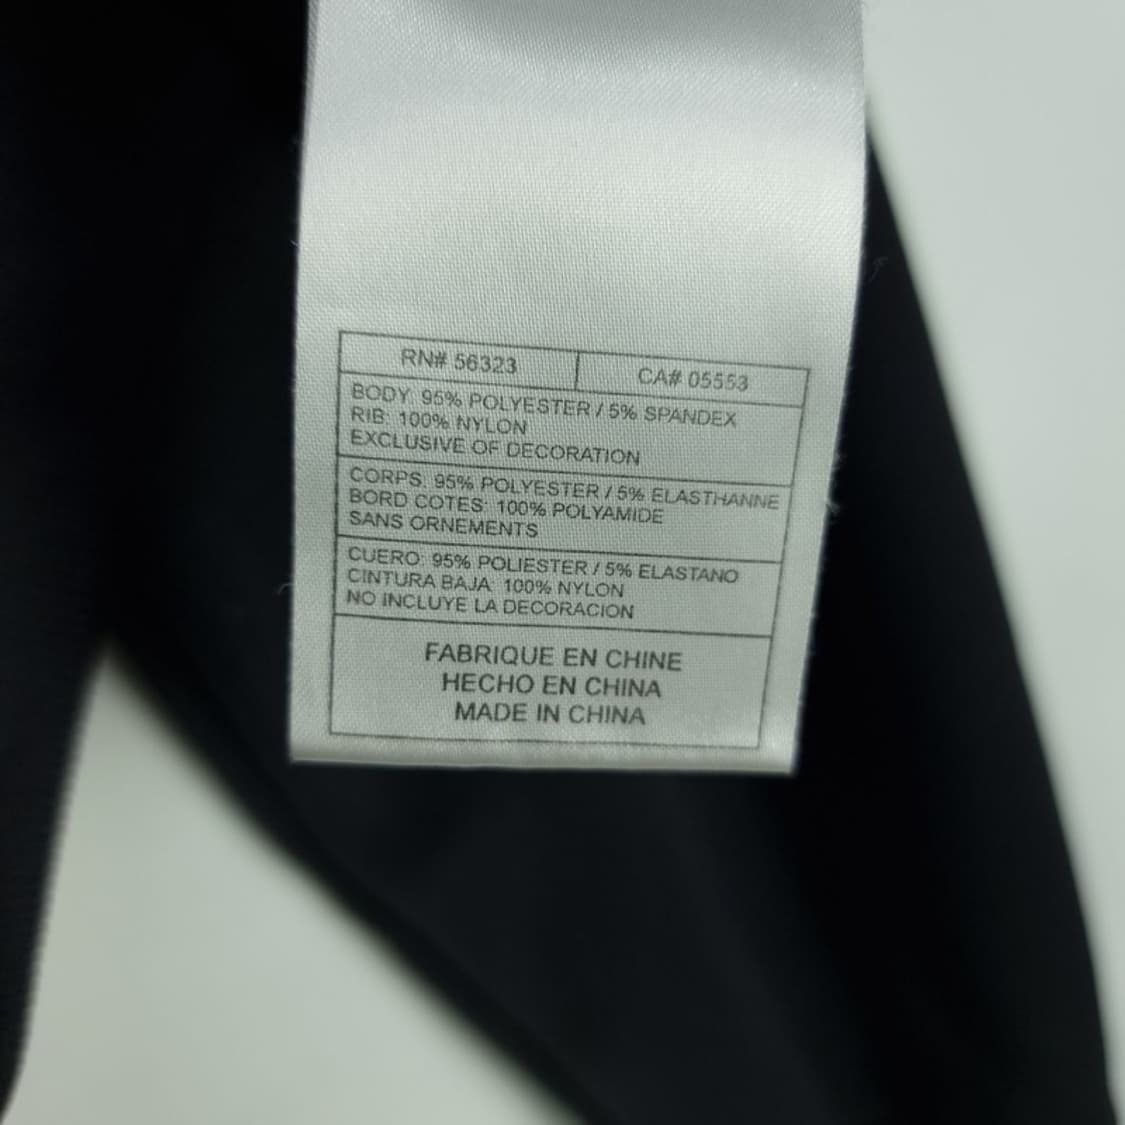 RN# 56323 CA# 05553
BODY: 95% POLYESTER / 5% SPANDEX
RIB: 100% NYLON
EXCLUSIVE OF DECORATION
CORPS: 95% POLYESTER / 5% ELASTHANNE
BORD COTES: 100% POLYAMIDE
SANS ORNEMENTS
CUERO: 95% POLIESTER / 5% ELASTANO
CINTURA BAJA: 100% NYLON
NO INCLUYE LA DECORACION
FABRIQUE EN CHINE
HECHO EN CHINA
MADE IN CHINA